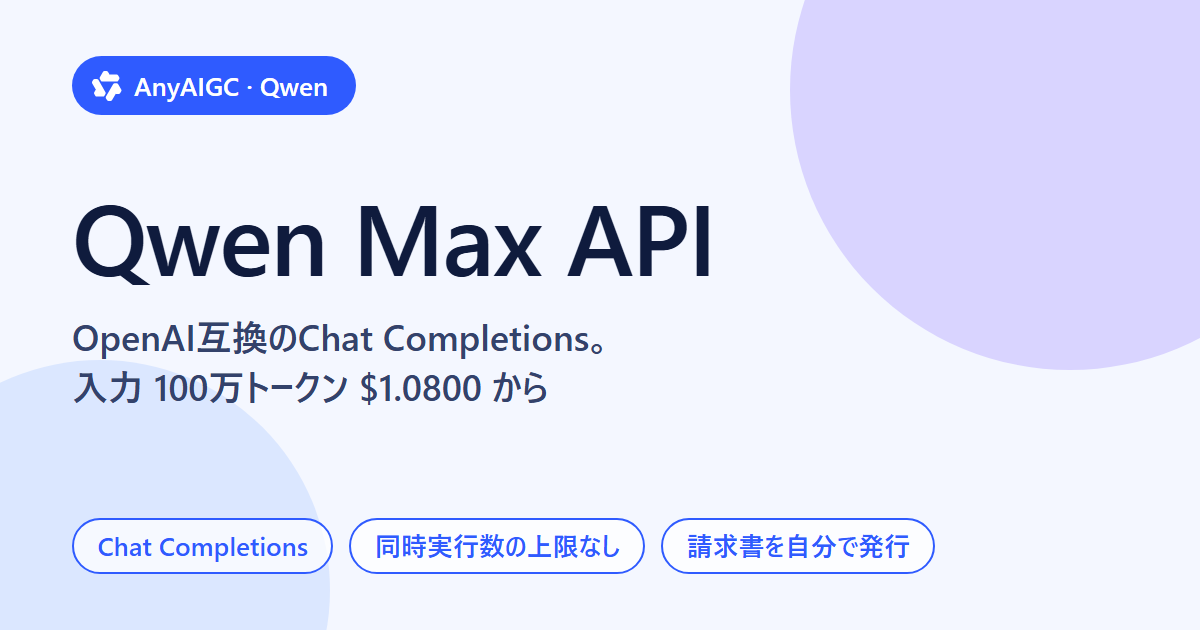 AnyAIGC · Qwen
Qwen Max API
OpenAI互換のChat Completions。
入力 100万トークン $1.0800 から
Chat Completions
同時実行数の上限なし
請求書を自分で発行